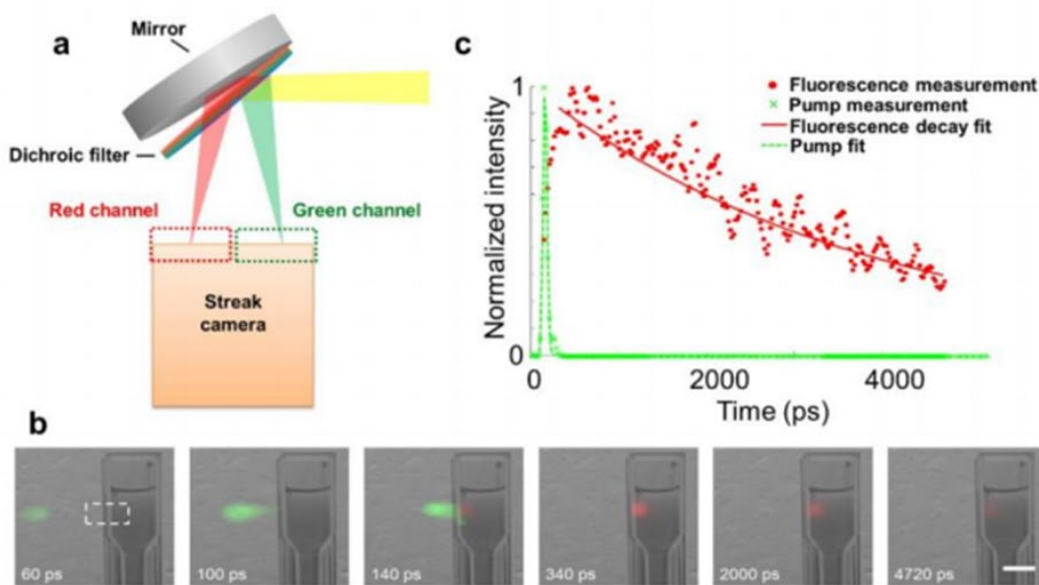 a
Mirror
Dichroic filter
Red channel
Green channel
Streak
camera
c
Normalized intensity
1
0
Fluorescence measurement
Pump measurement
Fluorescence decay fit
Pump fit
0
2000
4000
Time (ps)
b
60 ps
100 ps
140 ps
340 ps
2000 ps
4720 ps